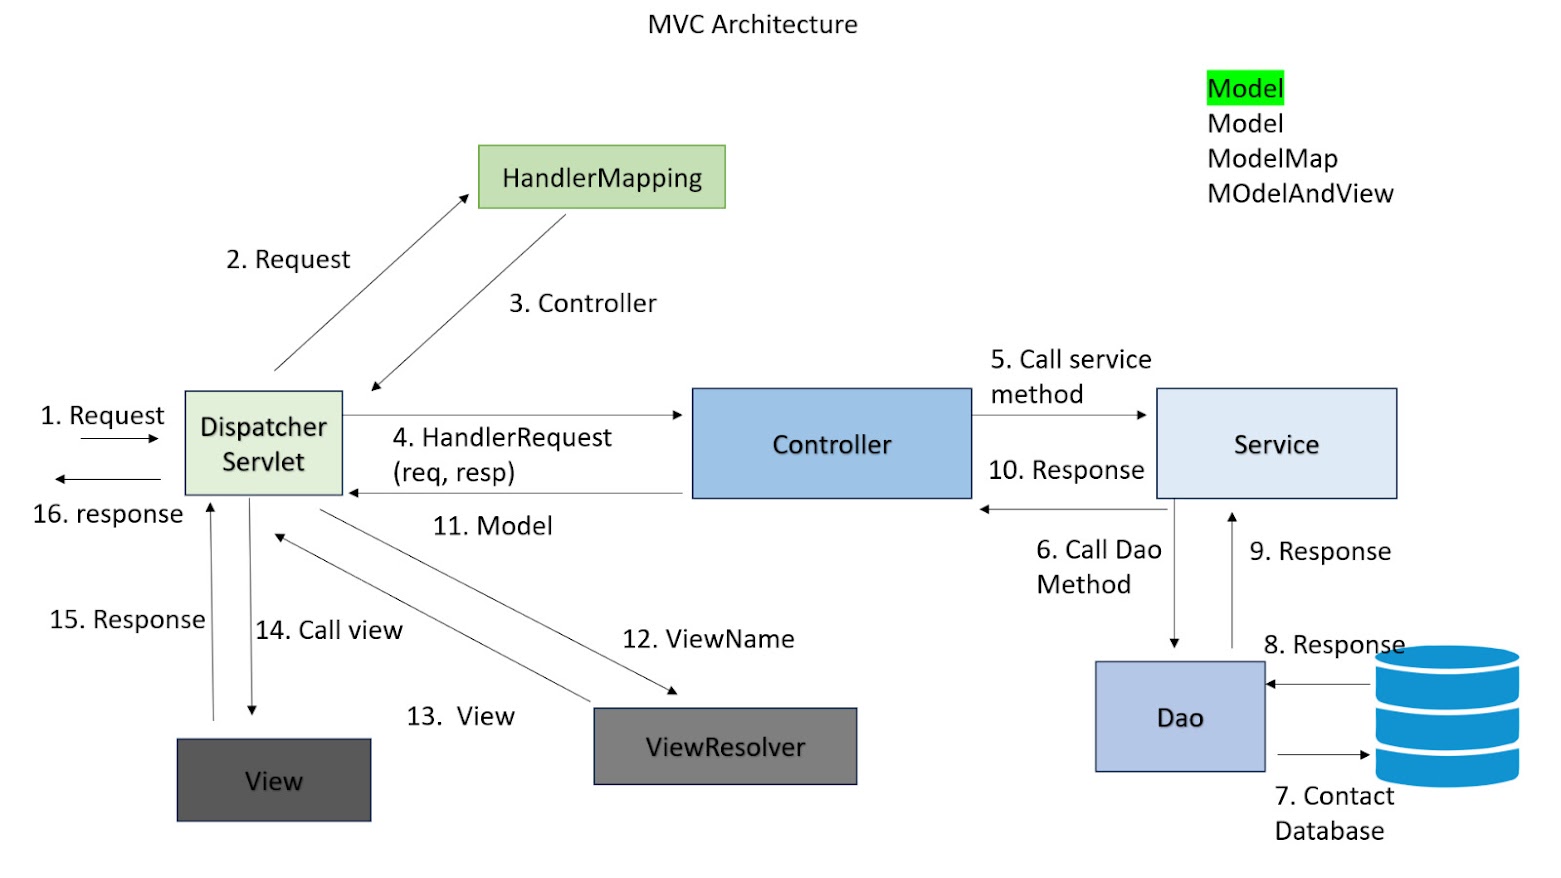 MVC Architecture
Model
Model
ModelMap
MOdelAndView
HandlerMapping
2. Request
3. Controller
1. Request
Dispatcher
Servlet
4. HandlerRequest
(req, resp)
Controller
5. Call service
method
Service
10. Response
16. response
11. Model
6. Call Dao
Method
9. Response
15. Response
14. Call view
12. ViewName
8. Response
13.  View
ViewResolver
Dao
View
7. Contact
Database